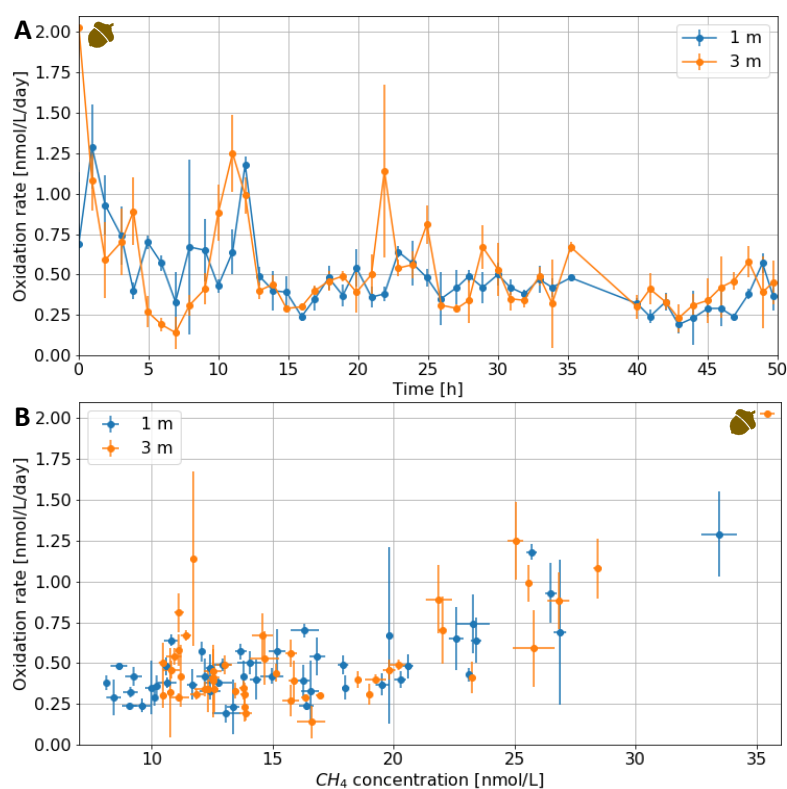 A
1 m
3 m
2.00
1.75
1.50
1.25
1.00
0.75
0.50
0.25
0.00
Oxidation rate [nmol/L/day]
0 5 10 15 20 25 30 35 40 45 50
Time [h]
B
1 m
3 m
2.00
1.75
1.50
1.25
1.00
0.75
0.50
0.25
0.00
Oxidation rate [nmol/L/day]
10 15 20 25 30 35
CH4 concentration [nmol/L]